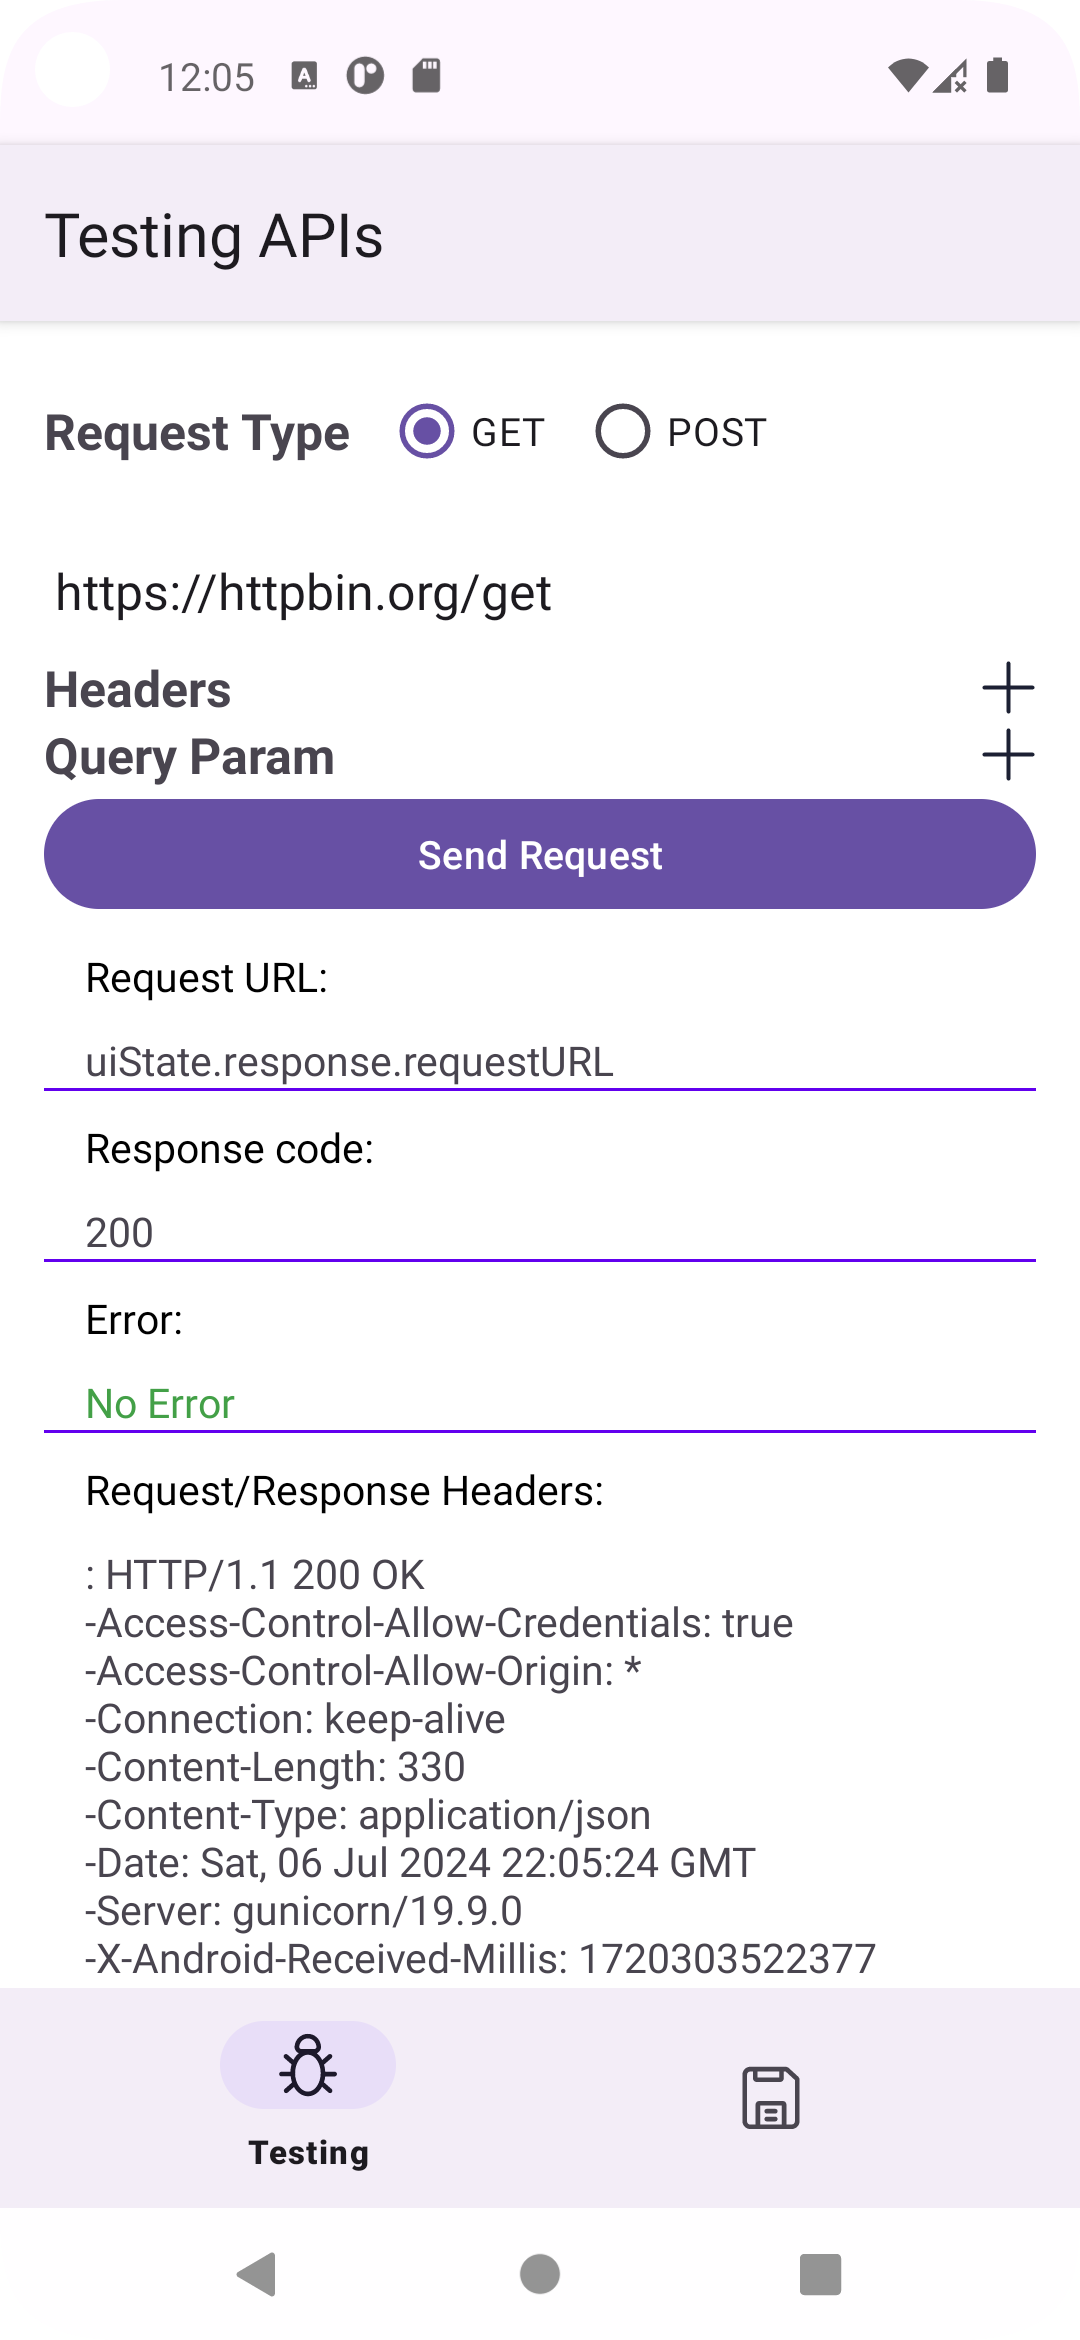 12:05
Testing APIs
Request Type GET POST
https://httpbin.org/get
Headers
Query Param
Send Request
Request URL:
uiState.response.requestURL
Response code:
200
Error:
No Error
Request/Response Headers:
: HTTP/1.1 200 OK
-Access-Control-Allow-Credentials: true
-Access-Control-Allow-Origin: *
-Connection: keep-alive
-Content-Length: 330
-Content-Type: application/json
-Date: Sat, 06 Jul 2024 22:05:24 GMT
-Server: gunicorn/19.9.0
-X-Android-Received-Millis: 1720303522377
Testing